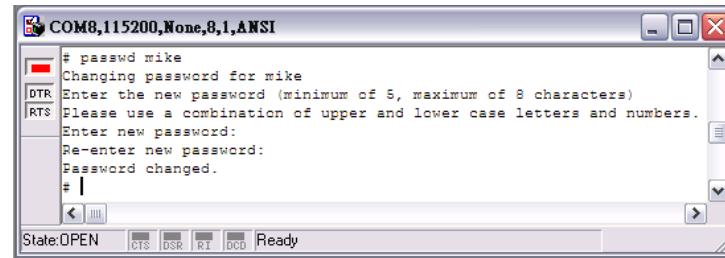 COM8,115200,None,8,1,ANSI
# passwd mike
Changing password for mike
DTR Enter the new password (minimum of 5, maximum of 8 characters)
RTS Please use a combination of upper and lower case letters and numbers.
Enter new password:
Re-enter new password:
Password changed.
#
State:OPEN CTS DSR RI DCD Ready